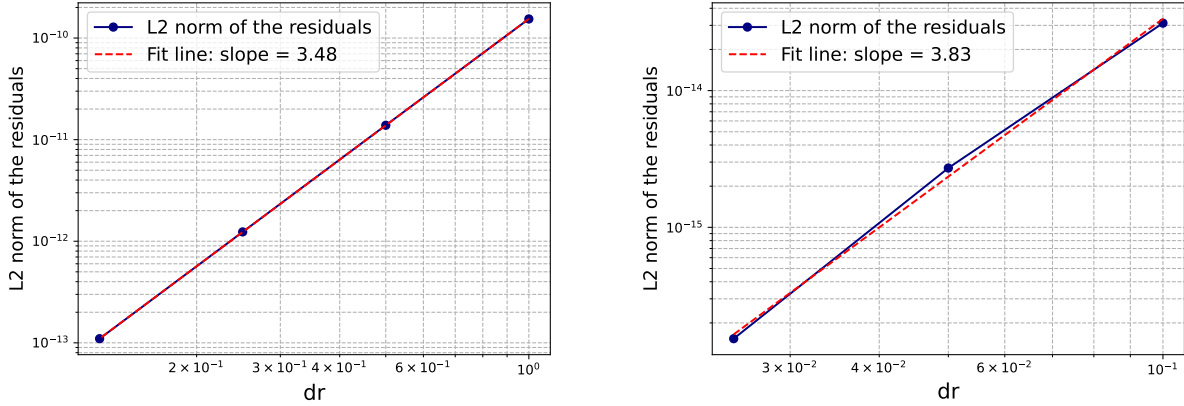 L2 norm of the residuals
Fit line: slope = 3.48
L2 norm of the residuals
10⁻¹⁰
10⁻¹¹
10⁻¹²
10⁻¹³
2 × 10⁻¹ 3 × 10⁻¹ 4 × 10⁻¹ 6 × 10⁻¹ 10⁰
dr
L2 norm of the residuals
Fit line: slope = 3.83
L2 norm of the residuals
10⁻¹⁴
10⁻¹⁵
3 × 10⁻² 4 × 10⁻² 6 × 10⁻² 10⁻¹
dr